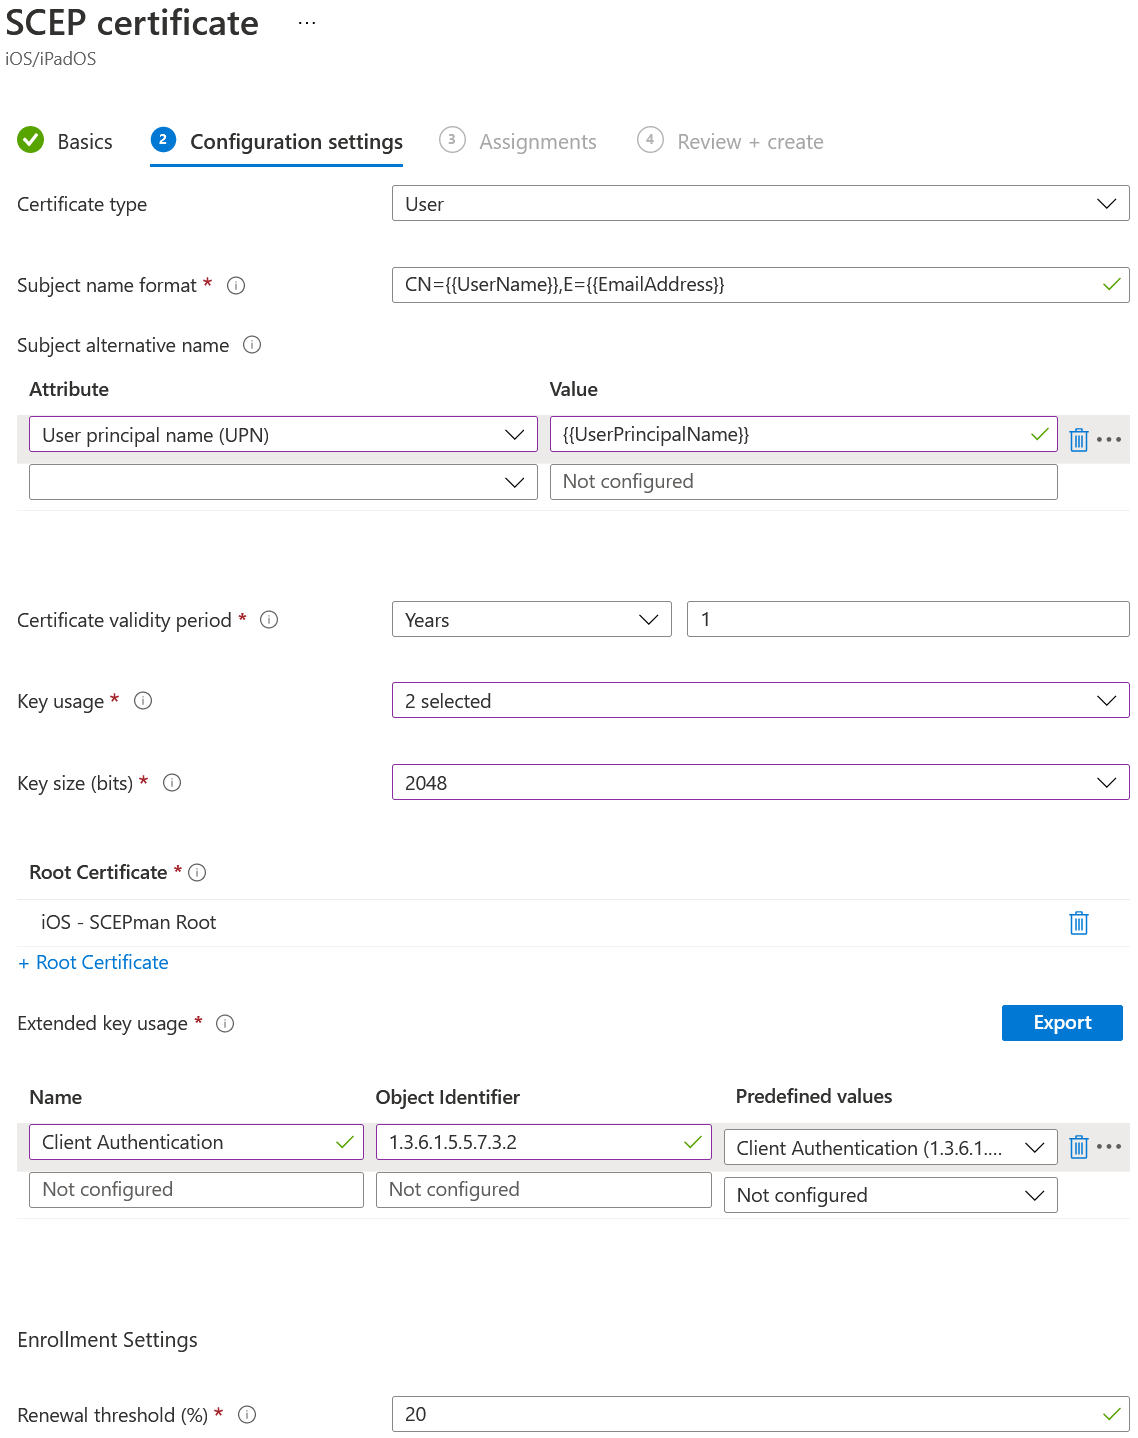 SCEP certificate ...
iOS/iPadOS
Basics 2 Configuration settings 3 Assignments 4 Review + create
Certificate type User
Subject name format * CN={{UserName}},E={{EmailAddress}}
Subject alternative name
Attribute Value
User principal name (UPN) {{UserPrincipalName}}
Not configured
Certificate validity period * Years 1
Key usage * 2 selected
Key size (bits) * 2048
Root Certificate *
iOS - SCEPman Root
+ Root Certificate
Extended key usage * Export
Name Object Identifier Predefined values
Client Authentication 1.3.6.1.5.5.7.3.2 Client Authentication (1.3.6.1....
Not configured Not configured Not configured
Enrollment Settings
Renewal threshold (%) * 20